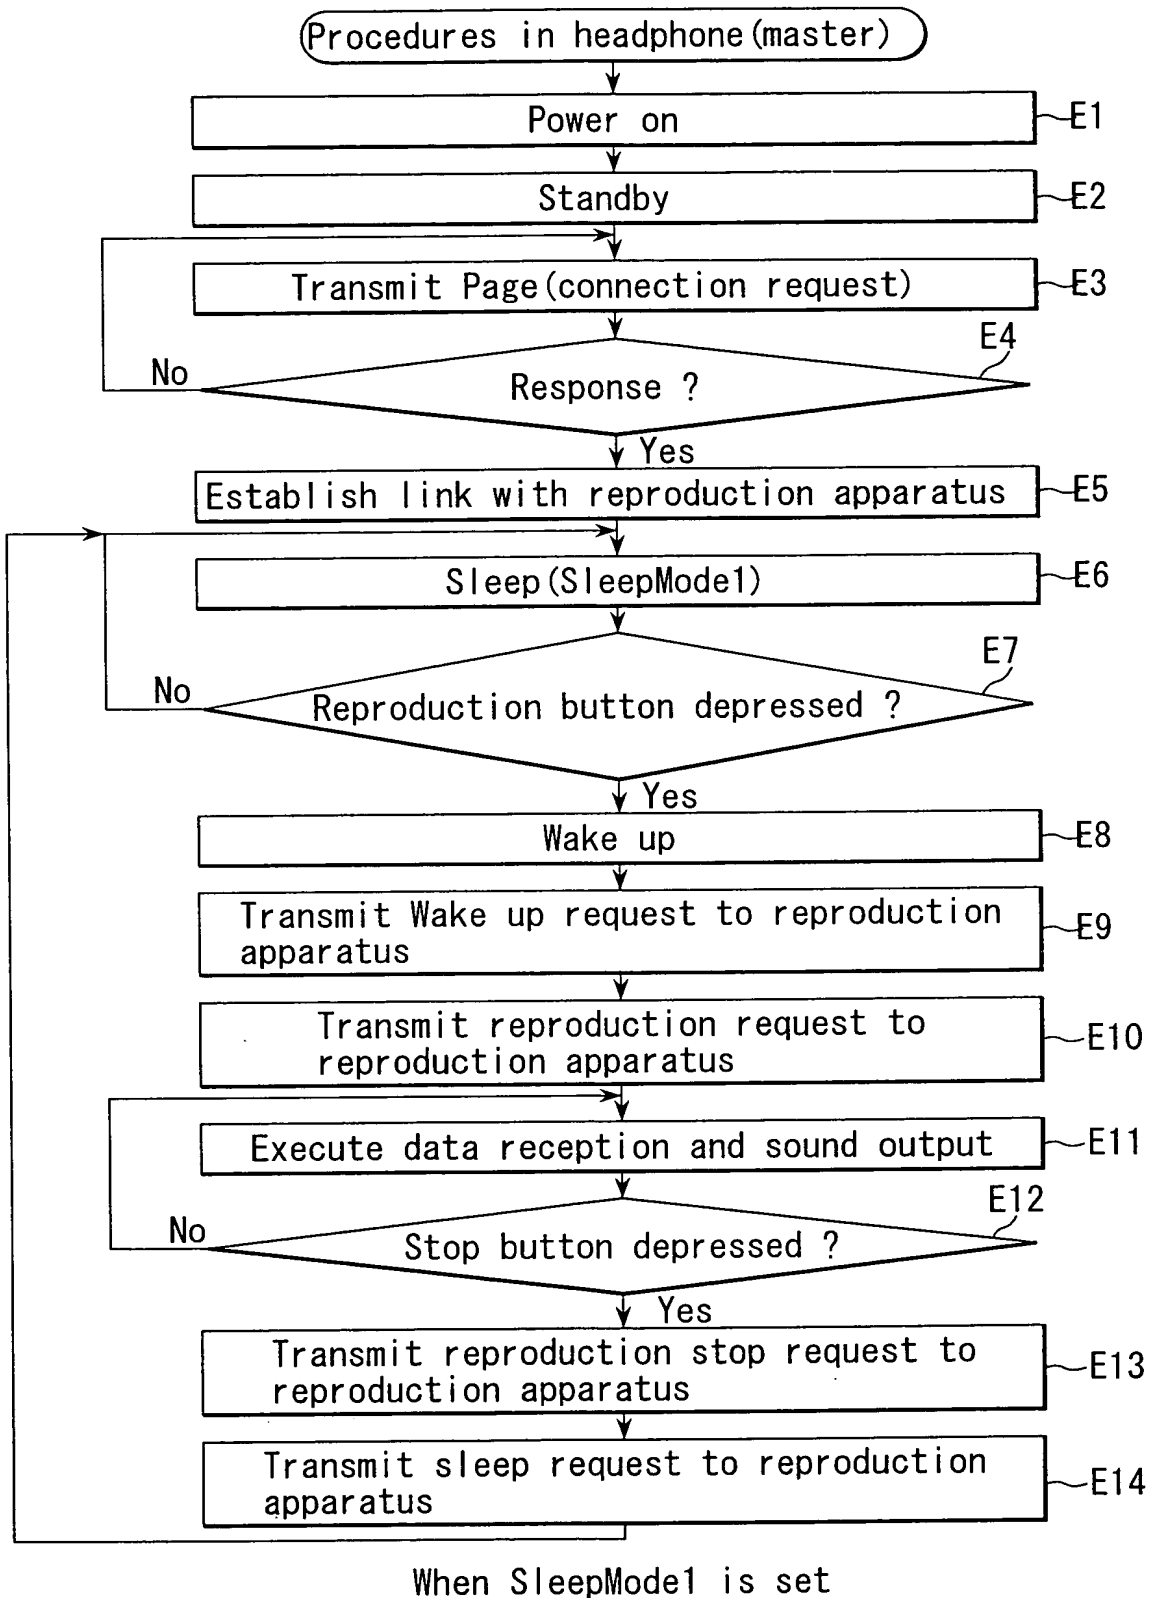 Procedures in headphone(master)
Power on
E1
Standby
E2
Transmit Page(connection request)
E3
E4
No
Response ?
Yes
Establish link with reproduction apparatus
E5
Sleep(SleepMode1)
E6
E7
No
Reproduction button depressed ?
Yes
Wake up
E8
Transmit Wake up request to reproduction
apparatus
E9
Transmit reproduction request to
reproduction apparatus
E10
Execute data reception and sound output
E11
E12
No
Stop button depressed ?
Yes
Transmit reproduction stop request to
reproduction apparatus
E13
Transmit sleep request to reproduction
apparatus
E14
When SleepMode1 is set